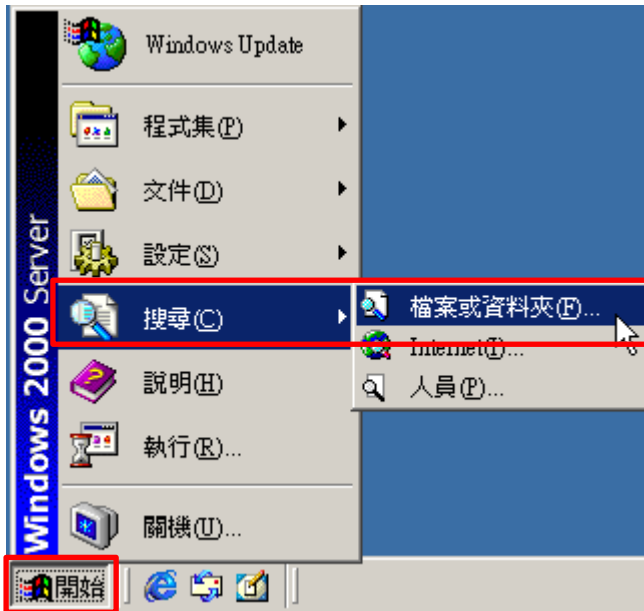 Windows Update
程式集(P)
文件(D)
設定(S)
搜尋(C)
檔案或資料夾(F)...
Internet(I)...
人員(P)...
說明(H)
執行(R)...
關機(U)...
Windows 2000 Server
開始